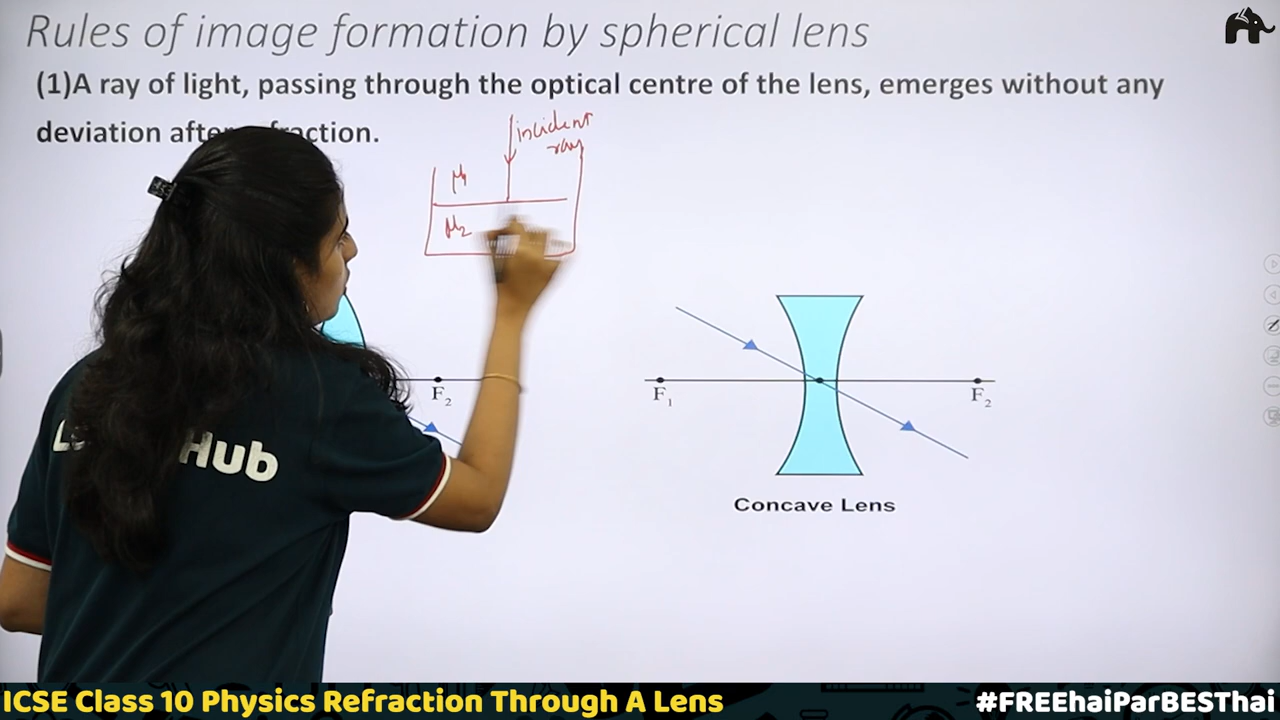 Rules of image formation by spherical lens
(1)A ray of light, passing through the optical centre of the lens, emerges without any
deviation after refraction.
incident
ray
μ1
μ2
F2
F1
F2
Concave Lens
Hub
ICSE Class 10 Physics Refraction Through A Lens
#FREEhaiParBESThai